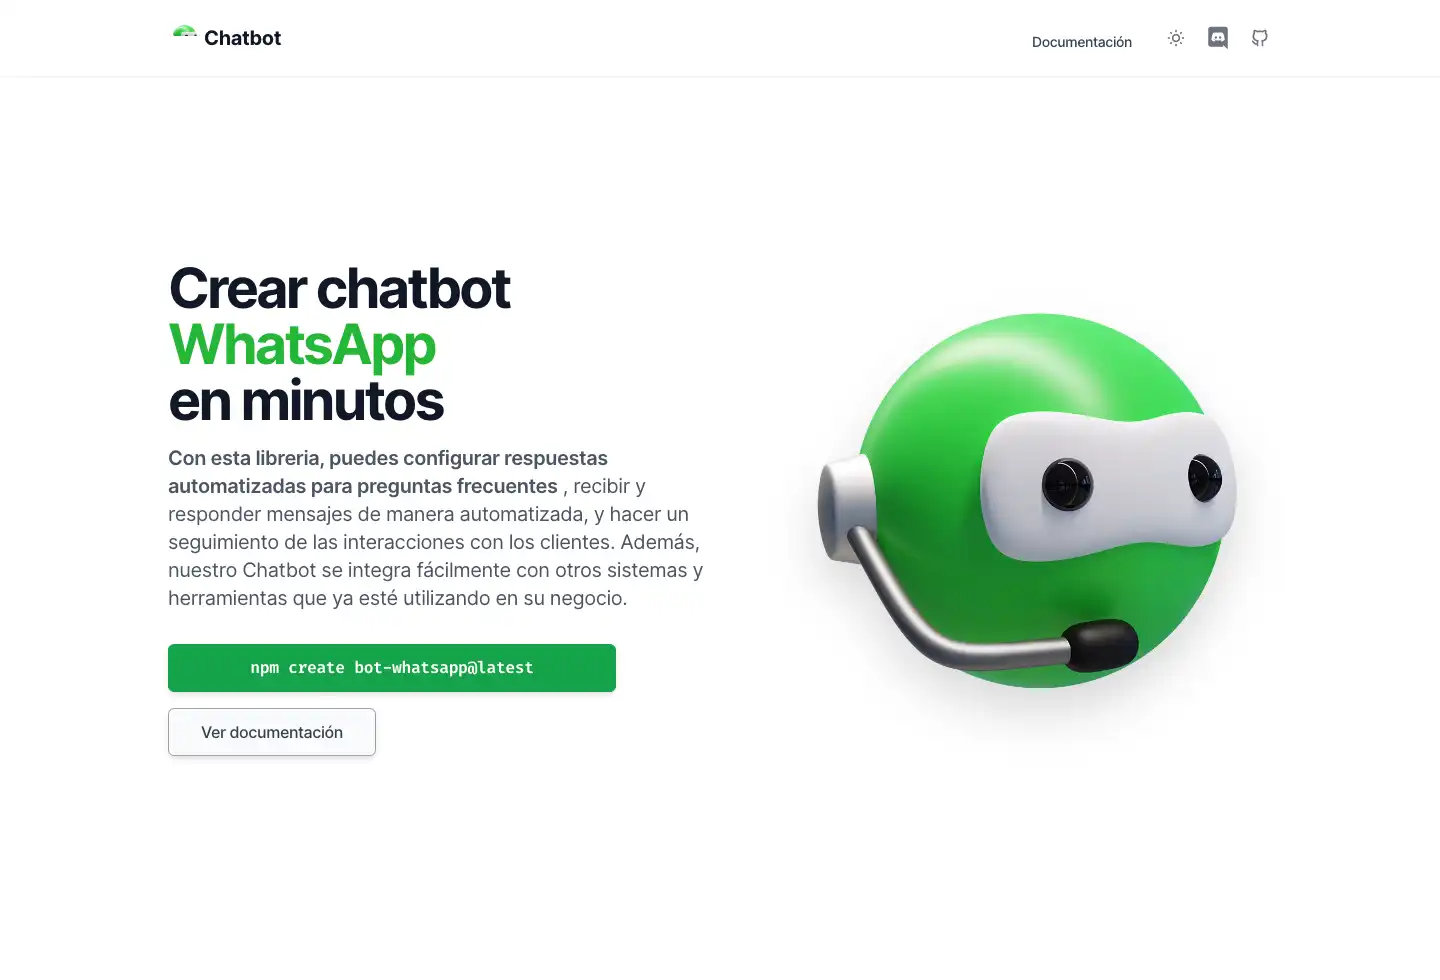 Chatbot
Documentación
Crear chatbot
WhatsApp
en minutos
Con esta libreria, puedes configurar respuestas
automatizadas para preguntas frecuentes , recibir y
responder mensajes de manera automatizada, y hacer un
seguimiento de las interacciones con los clientes. Además,
nuestro Chatbot se integra fácilmente con otros sistemas y
herramientas que ya esté utilizando en su negocio.
npm create bot-whatsapp@latest
Ver documentación